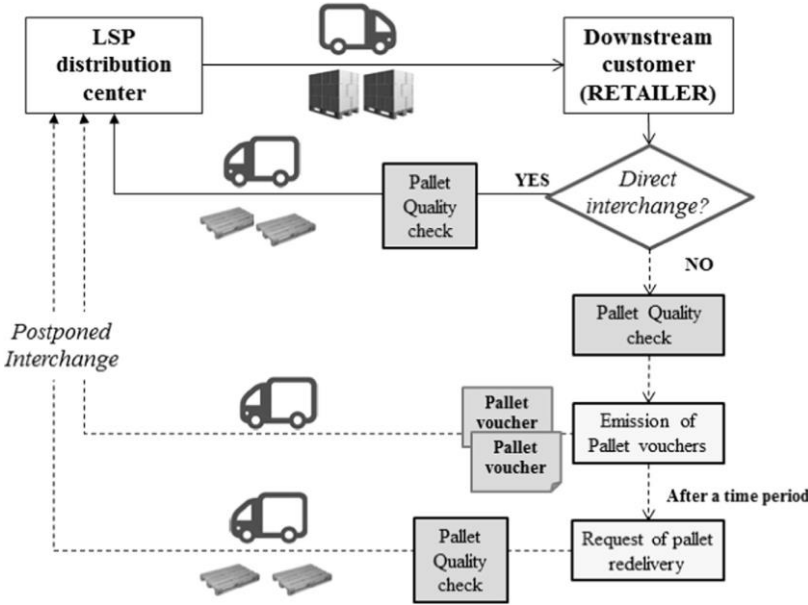 LSP
distribution
center
Downstream
customer
(RETAILER)
Pallet
Quality
check
YES
Direct
interchange?
NO
Pallet Quality
check
Postponed
Interchange
Pallet
voucher
Pallet
voucher
Emission of
Pallet vouchers
After a time period
Pallet
Quality
check
Request of pallet
redelivery